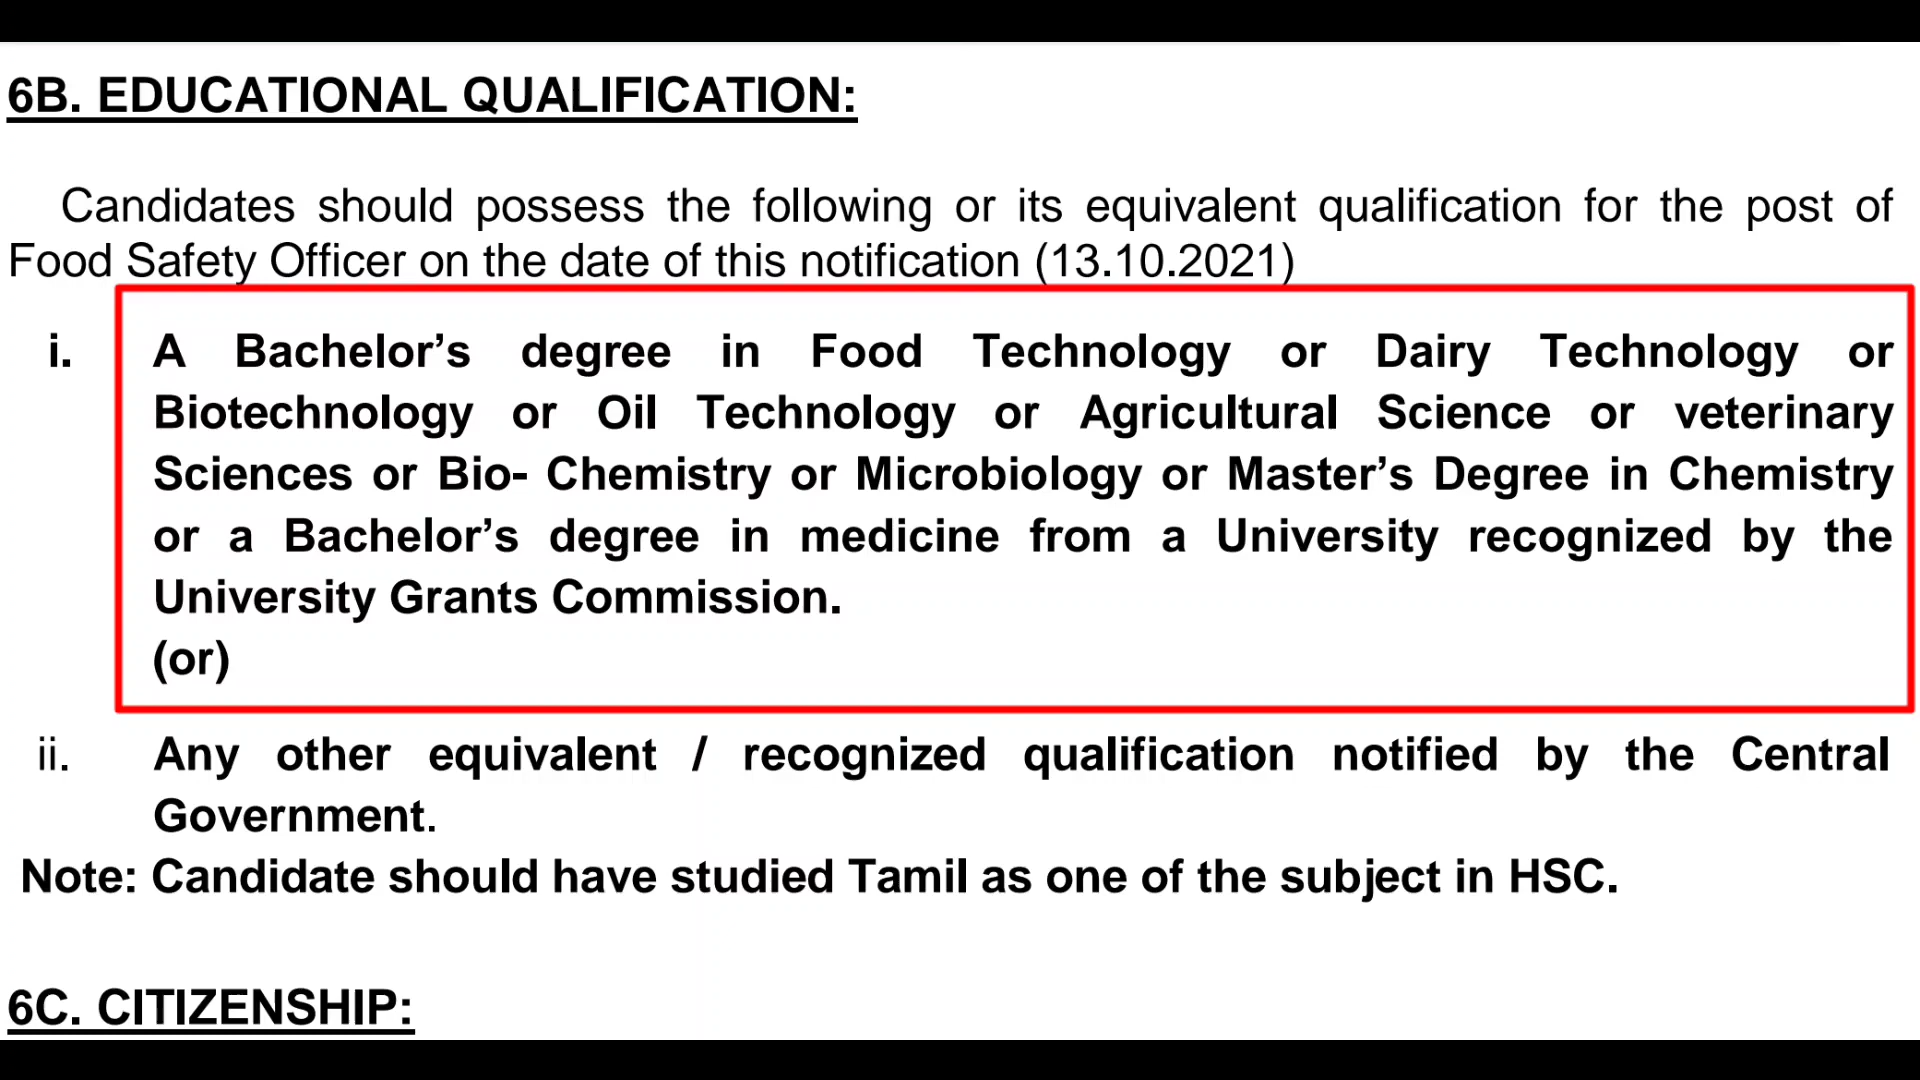 6B. EDUCATIONAL QUALIFICATION:
Candidates should possess the following or its equivalent qualification for the post of
Food Safety Officer on the date of this notification (13.10.2021)
i. A Bachelor’s degree in Food Technology or Dairy Technology or
Biotechnology or Oil Technology or Agricultural Science or veterinary
Sciences or Bio- Chemistry or Microbiology or Master’s Degree in Chemistry
or a Bachelor’s degree in medicine from a University recognized by the
University Grants Commission.
(or)
ii. Any other equivalent / recognized qualification notified by the Central
Government.
Note: Candidate should have studied Tamil as one of the subject in HSC.
6C. CITIZENSHIP: